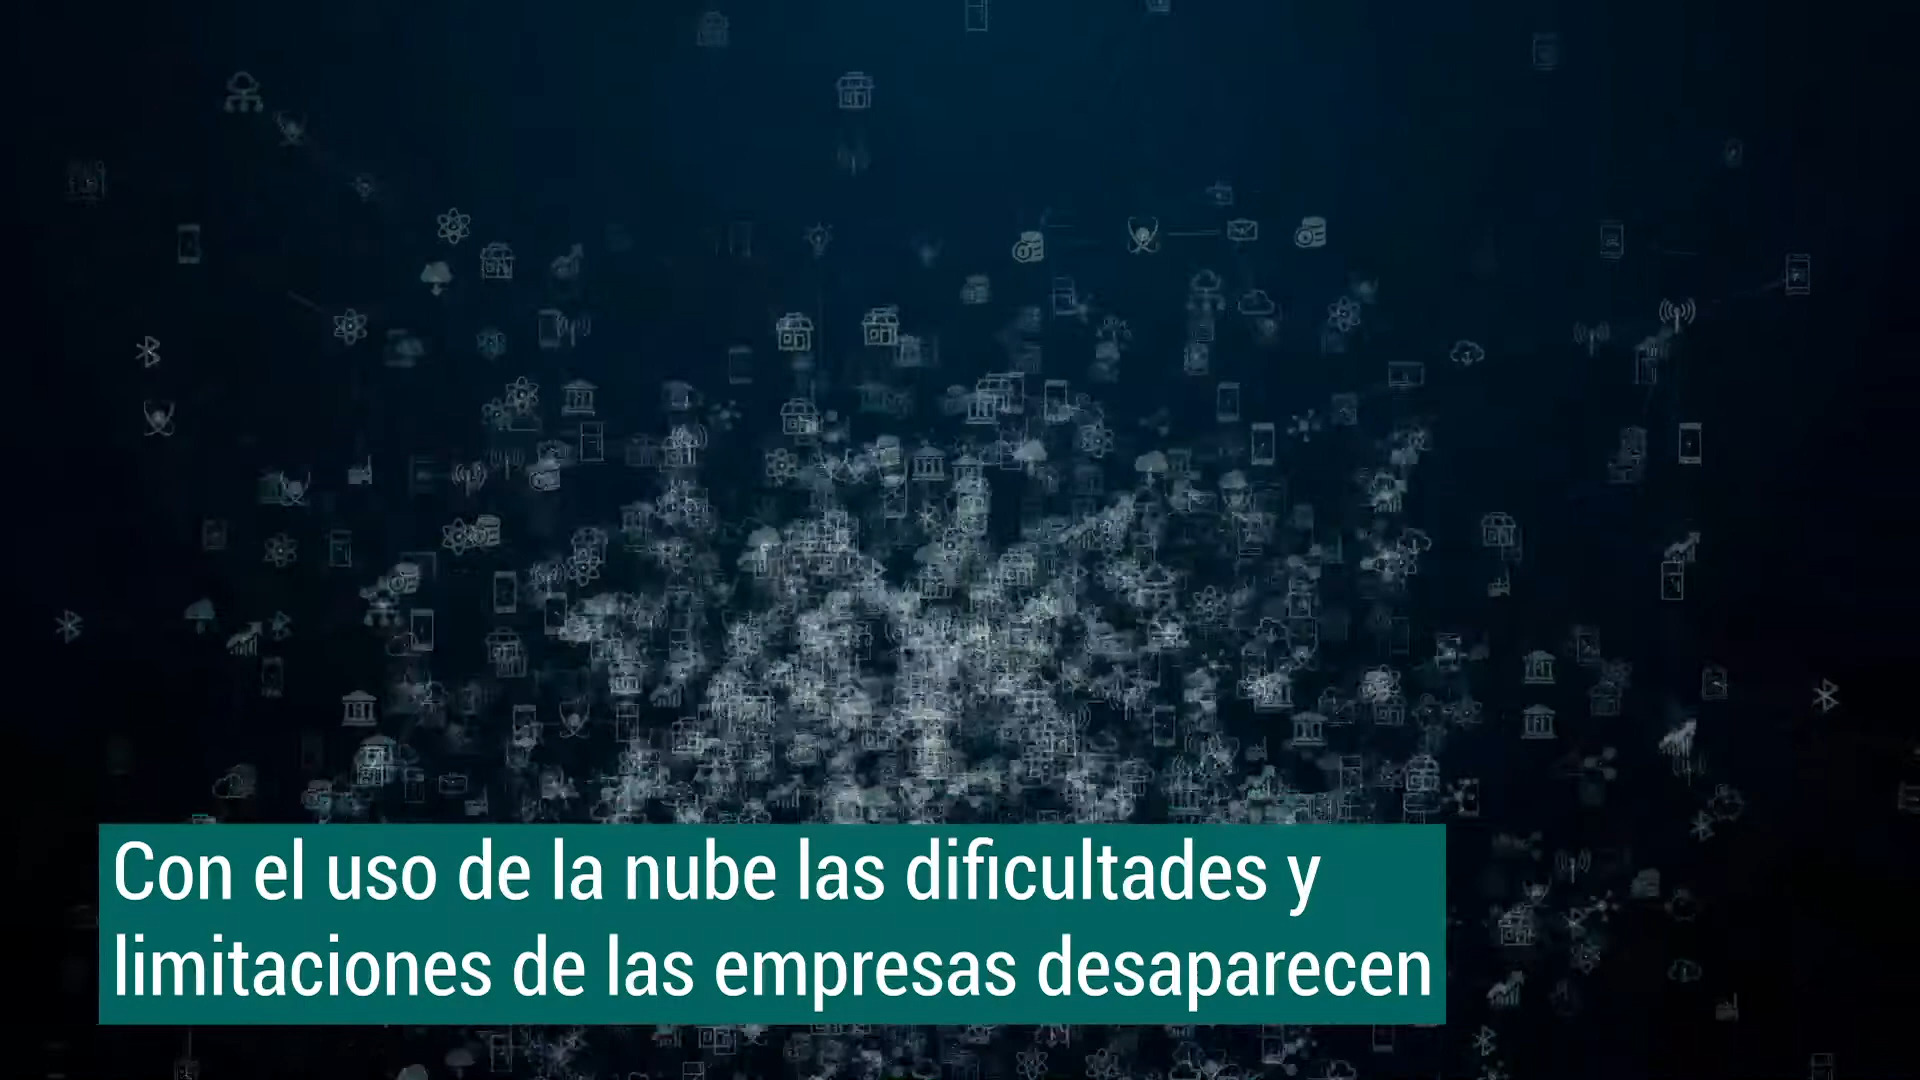 Con el uso de la nube las dificultades y
limitaciones de las empresas desaparecen